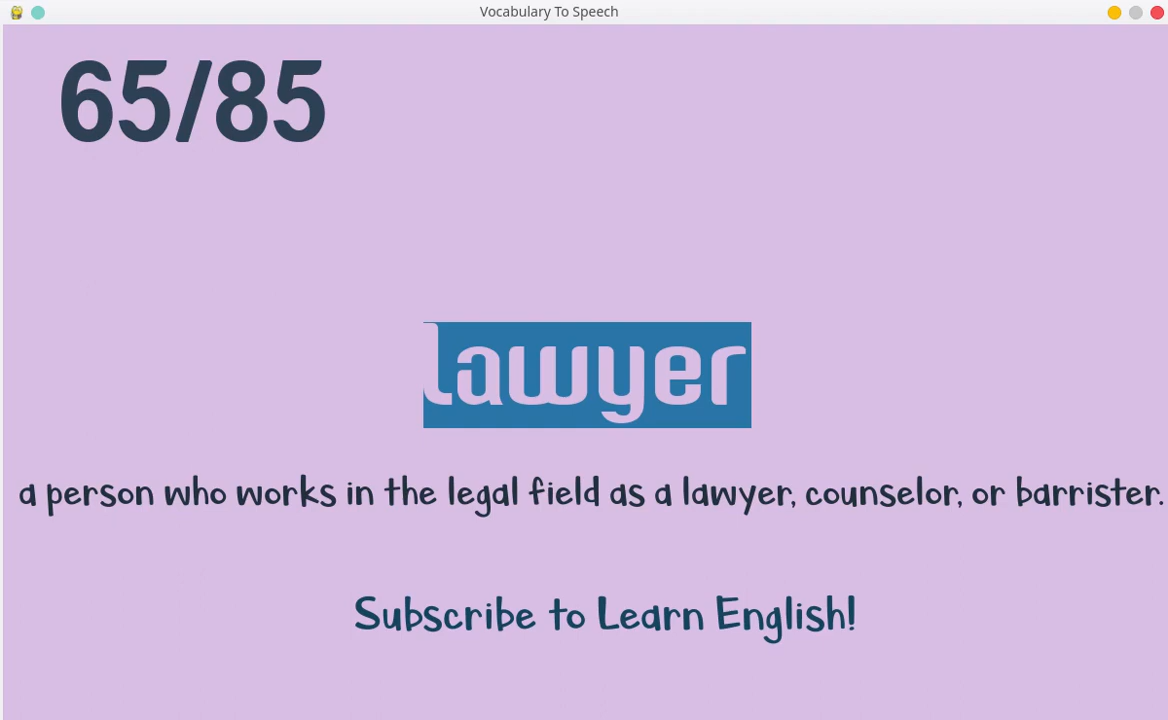 Vocabulary To Speech
65/85
lawyer
a person who works in the legal field as a lawyer, counselor, or barrister.
Subscribe to Learn English!